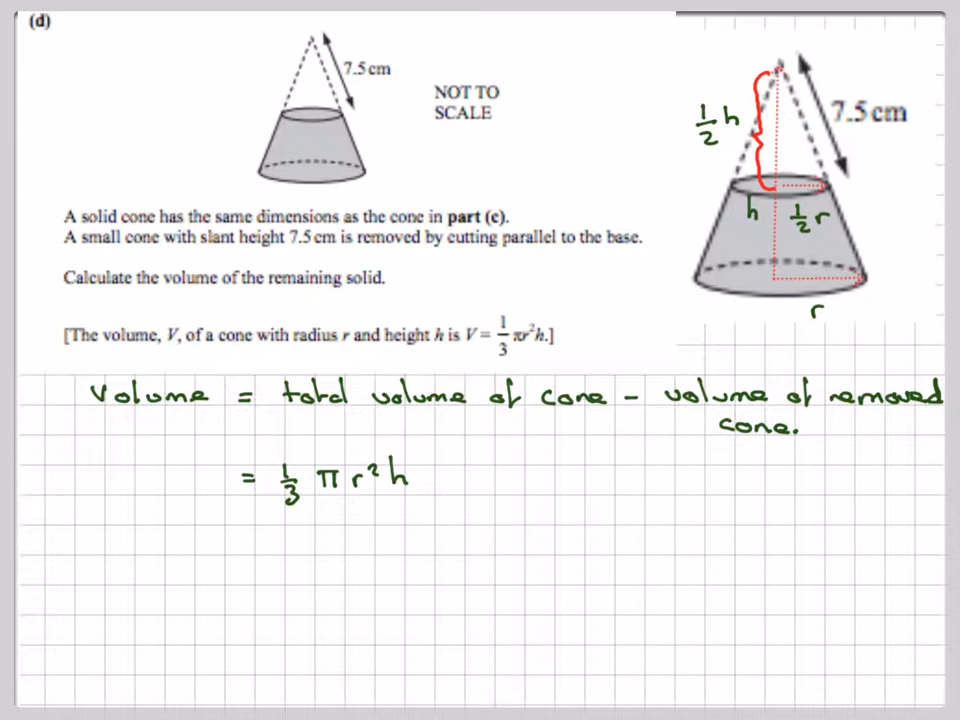 (d)
7.5 cm
NOT TO
SCALE
A solid cone has the same dimensions as the cone in part (c).
A small cone with slant height 7.5 cm is removed by cutting parallel to the base.
Calculate the volume of the remaining solid.
[The volume, V, of a cone with radius r and height h is V = 1/3 πr²h.]
1/2 h
7.5 cm
h
1/2 r
r
Volume = total volume of cone - volume of removed
cone.
= 1/3 π r² h